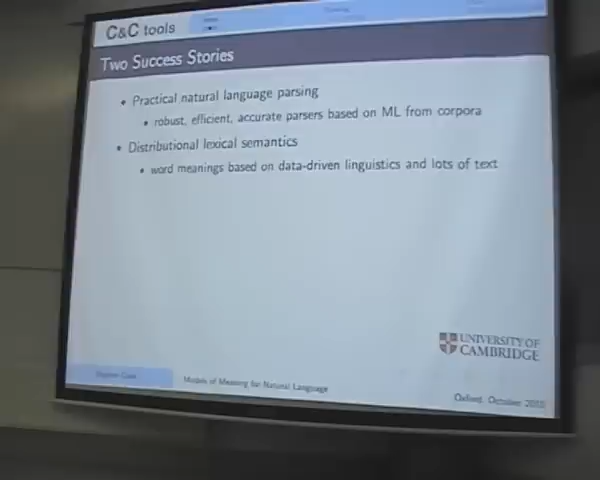 C&C tools
Two Success Stories
• Practical natural language parsing
• robust, efficient, accurate parsers based on ML from corpora
• Distributional lexical semantics
• word meanings based on data-driven linguistics and lots of text
UNIVERSITY OF
CAMBRIDGE
Models of Meaning for Natural Language
Oxford, October 2010